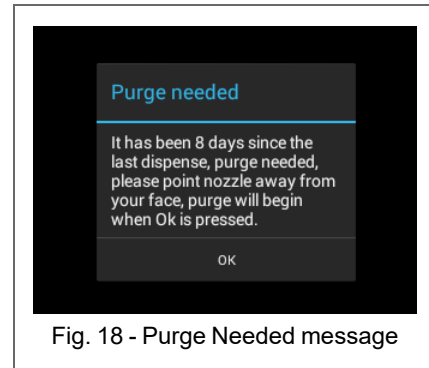 Purge needed
It has been 8 days since the
last dispense, purge needed,
please point nozzle away from
your face, purge will begin
when Ok is pressed.
OK
Fig. 18 - Purge Needed message